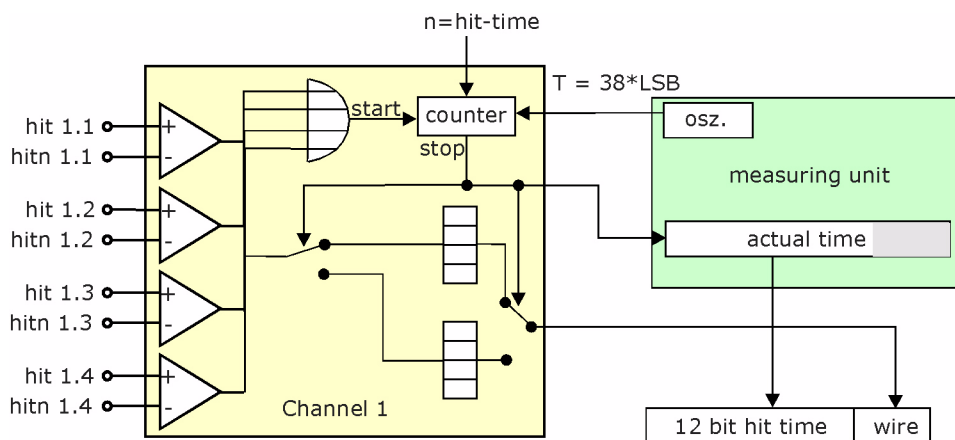 n=hit-time
T = 38*LSB
hit 1.1
+
start
counter
osz.
hitn 1.1
-
stop
measuring unit
hit 1.2
+
hitn 1.2
-
actual time
hit 1.3
+
hitn 1.3
-
hit 1.4
+
hitn 1.4
-
Channel 1
12 bit hit time
wire